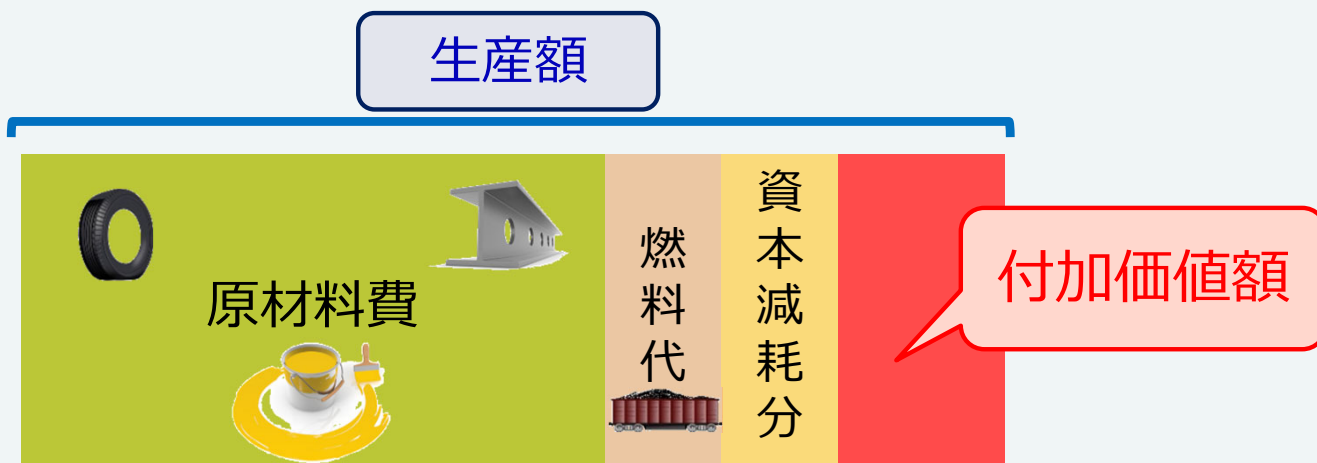 生産額
原材料費
燃料代
資本減耗分
付加価値額